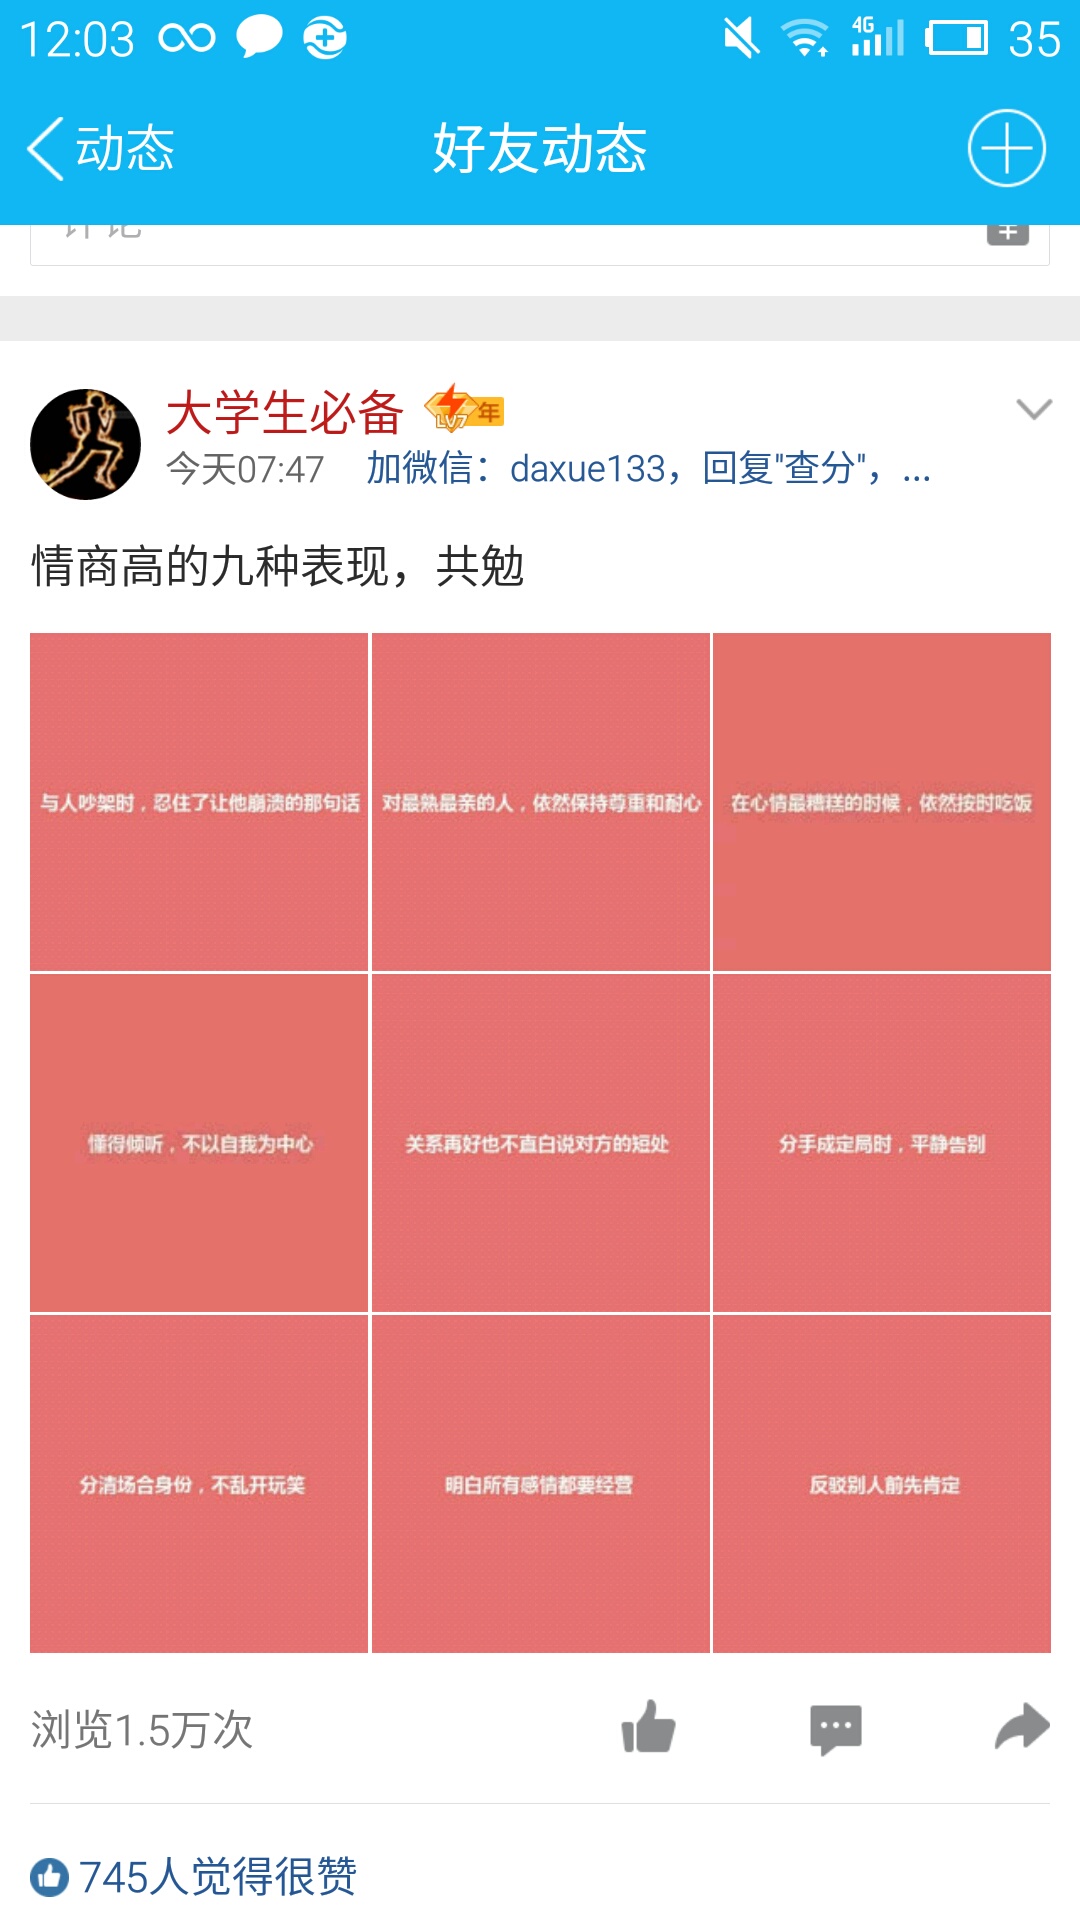 12:03
4G
35
动态
好友动态
评论
大学生必备
LV7 年
今天07:47 加微信：daxue133，回复"查分"，...
情商高的九种表现，共勉
与人吵架时，忍住了让他崩溃的那句话
对最熟最亲的人，依然保持尊重和耐心
在心情最糟糕的时候，依然按时吃饭
懂得倾听，不以自我为中心
关系再好也不直白说对方的短处
分手成定局时，平静告别
分清场合身份，不乱开玩笑
明白所有感情都要经营
反驳别人前先肯定
浏览1.5万次
745人觉得很赞